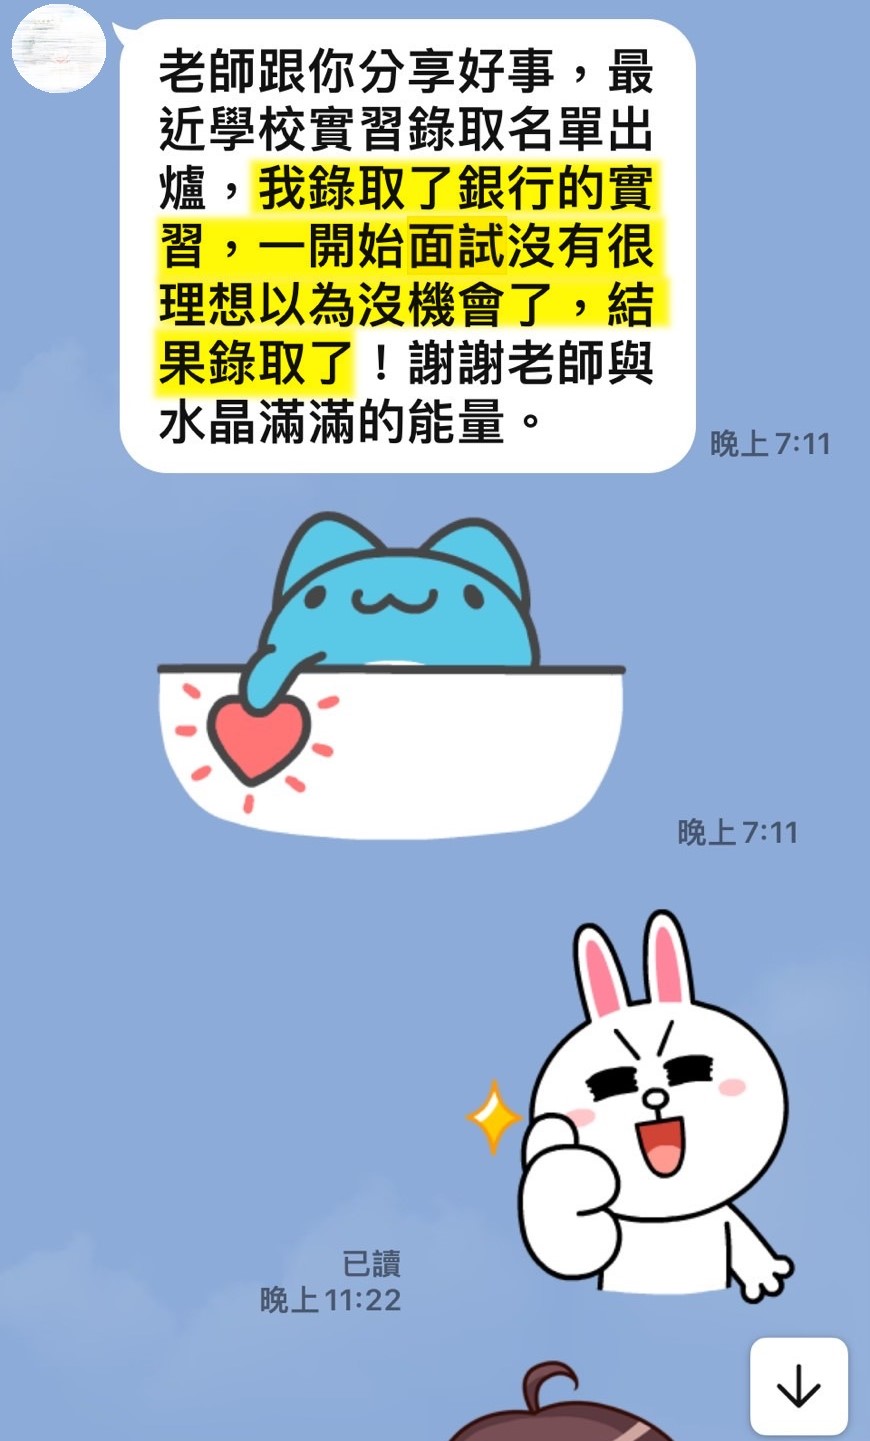 老師跟你分享好事，最
近學校實習錄取名單出
爐，我錄取了銀行的實
習，一開始面試沒有很
理想以為沒機會了，結
果錄取了！謝謝老師與
水晶滿滿的能量。
晚上 7:11
晚上 7:11
已讀
晚上 11:22